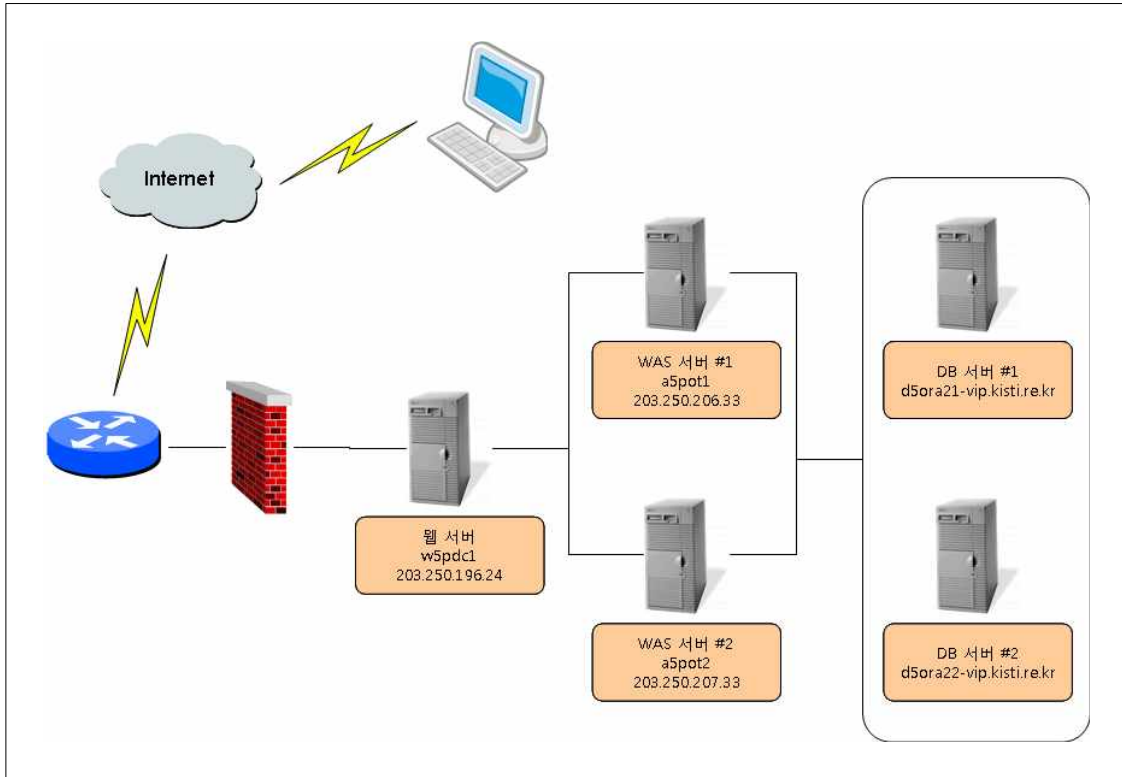 Internet
WAS 서버 #1
a5pot1
203.250.206.33
DB 서버 #1
d5ora21-vip.kisti.re.kr
웹 서버
w5pdc1
203.250.196.24
WAS 서버 #2
a5pot2
203.250.207.33
DB 서버 #2
d5ora22-vip.kisti.re.kr